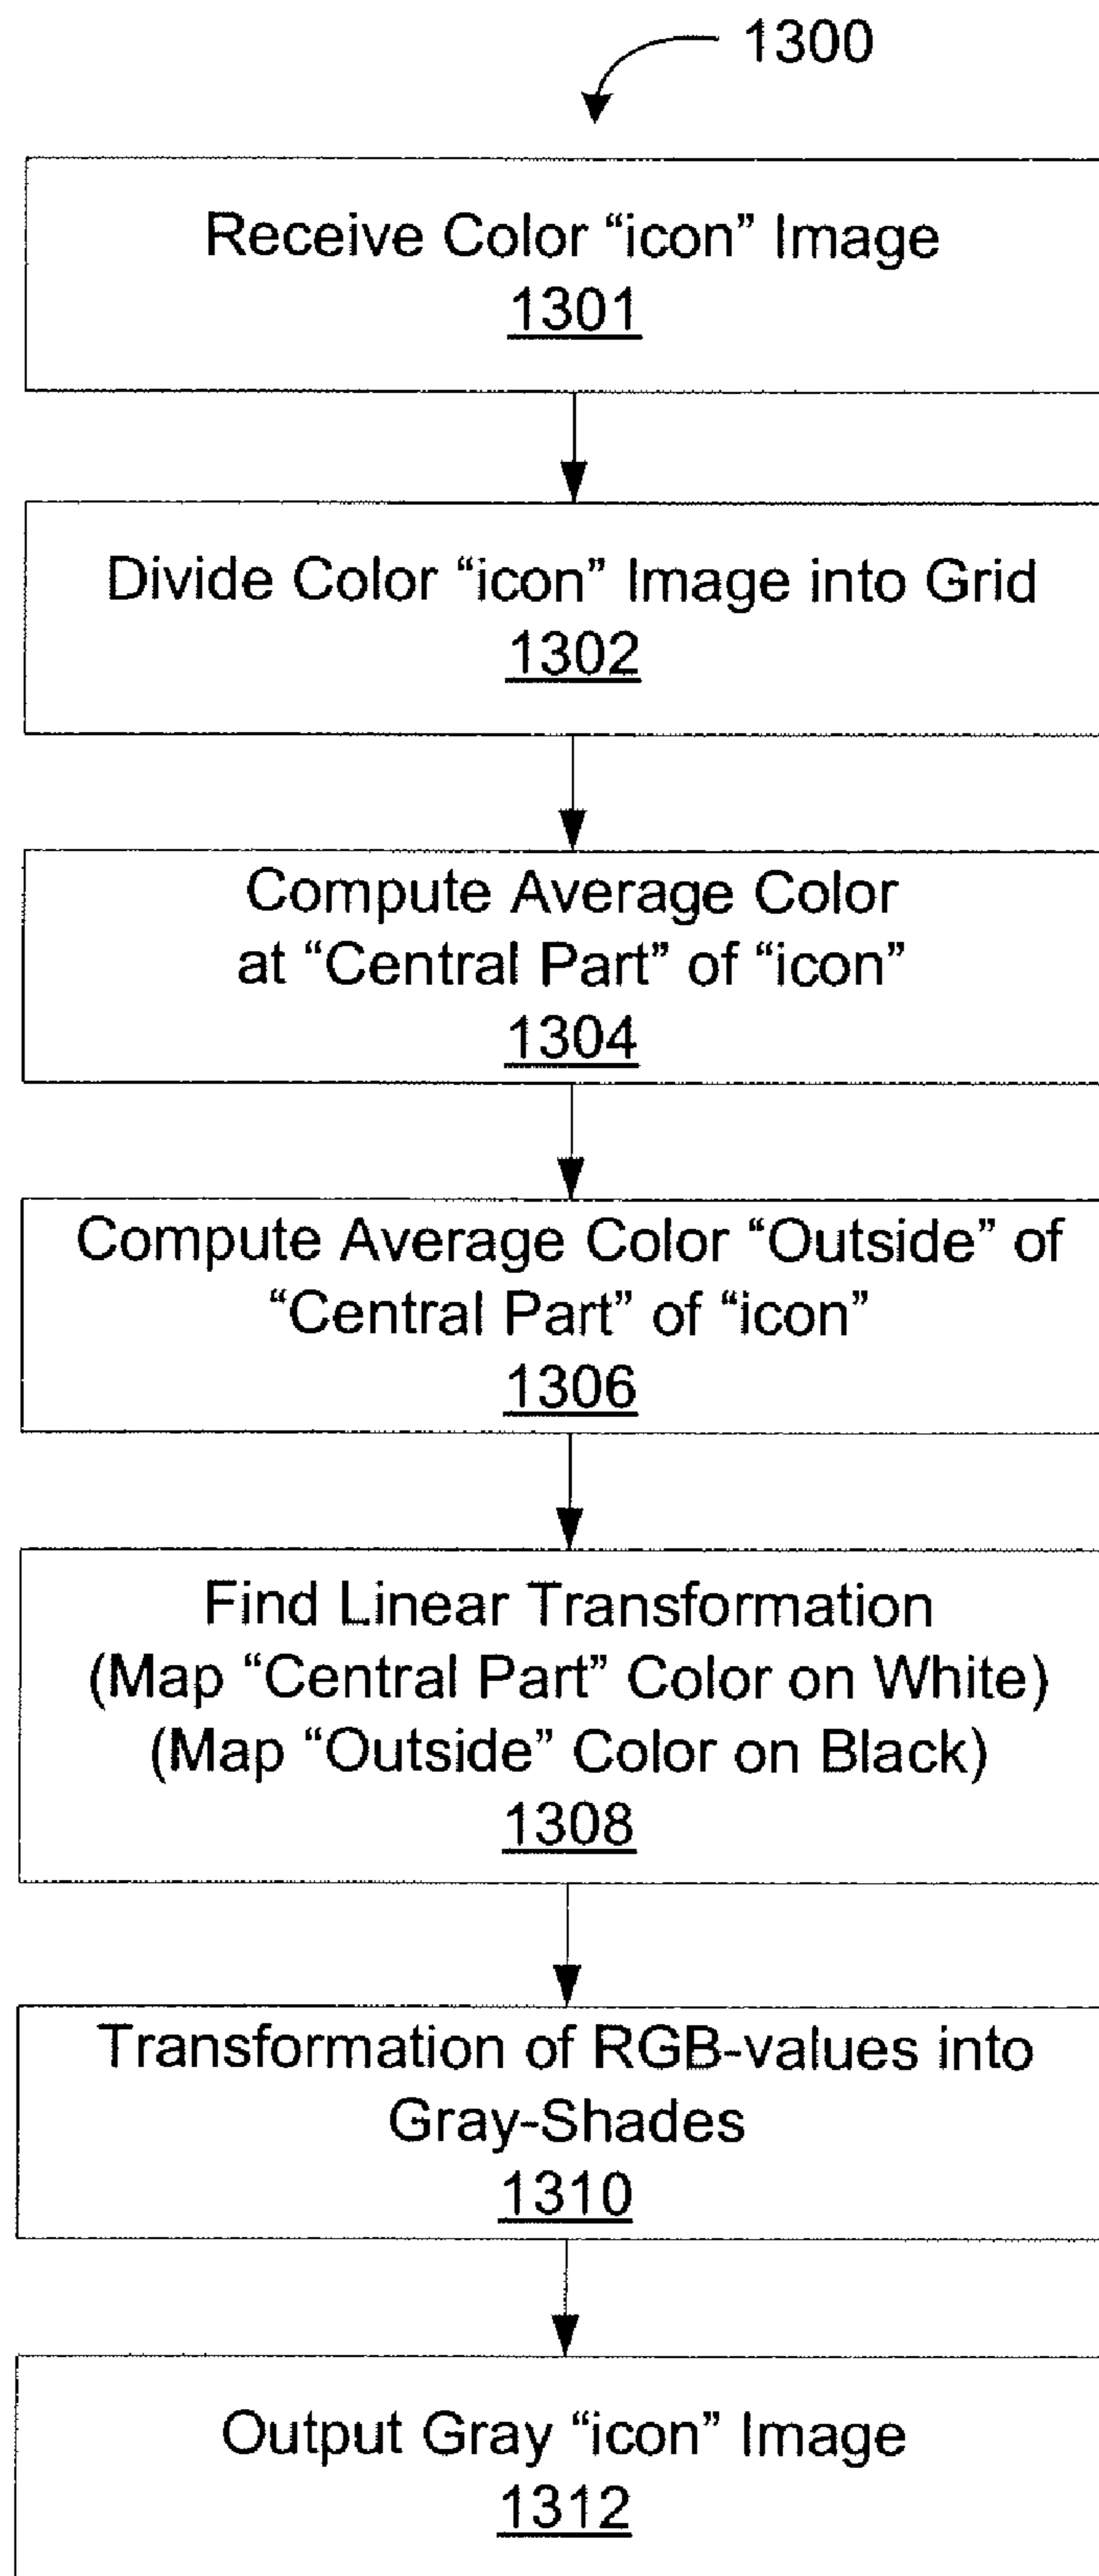 1300
Receive Color “icon” Image
1301
Divide Color “icon” Image into Grid
1302
Compute Average Color
at “Central Part” of “icon”
1304
Compute Average Color “Outside” of
“Central Part” of “icon”
1306
Find Linear Transformation
(Map “Central Part” Color on White)
(Map “Outside” Color on Black)
1308
Transformation of RGB-values into
Gray-Shades
1310
Output Gray “icon” Image
1312